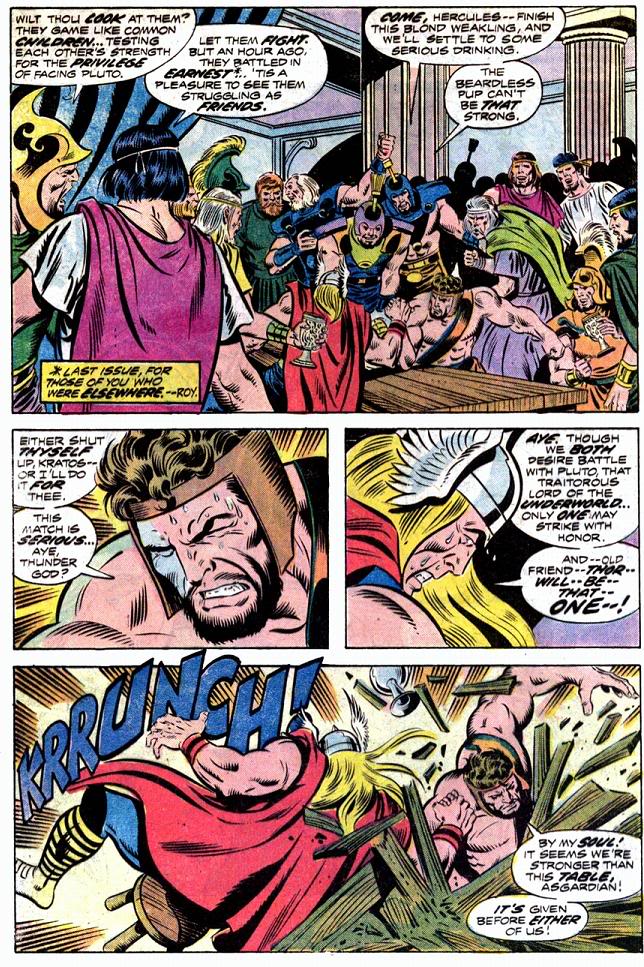 WILT THOU LOOK AT THEM?
THEY GAME LIKE COMMON
CHILDREN... TESTING
EACH OTHER'S STRENGTH
FOR THE PRIVILEGE
OF FACING PLUTO.
LET THEM FIGHT.
BUT AN HOUR AGO,
THEY BATTLED IN
EARNEST*... 'TIS A
PLEASURE TO SEE THEM
STRUGGLING AS
FRIENDS.
* LAST ISSUE, FOR
THOSE OF YOU WHO
WERE ELSEWHERE.--ROY.
COME, HERCULES--FINISH
THIS BLOND WEAKLING, AND
WE'LL SETTLE TO SOME
SERIOUS DRINKING.
THE
BEARDLESS
PUP CAN'T
BE THAT
STRONG.
EITHER SHUT
THYSELF
UP, KRATOS--
OR I'LL DO
IT FOR
THEE.
THIS
MATCH IS
SERIOUS...
AYE,
THUNDER
GOD?
AYE. THOUGH
WE BOTH
DESIRE BATTLE
WITH PLUTO, THAT
TRAITOROUS
LORD OF THE
UNDERWORLD...
ONLY ONE MAY
STRIKE WITH
HONOR.
AND--OLD
FRIEND--THOR--
WILL--BE--
THAT--
ONE--!
KRRUNCH!
BY MY SOUL!
IT SEEMS WE'RE
STRONGER THAN
THIS TABLE,
ASGARDIAN!
IT'S GIVEN
BEFORE EITHER
OF US!